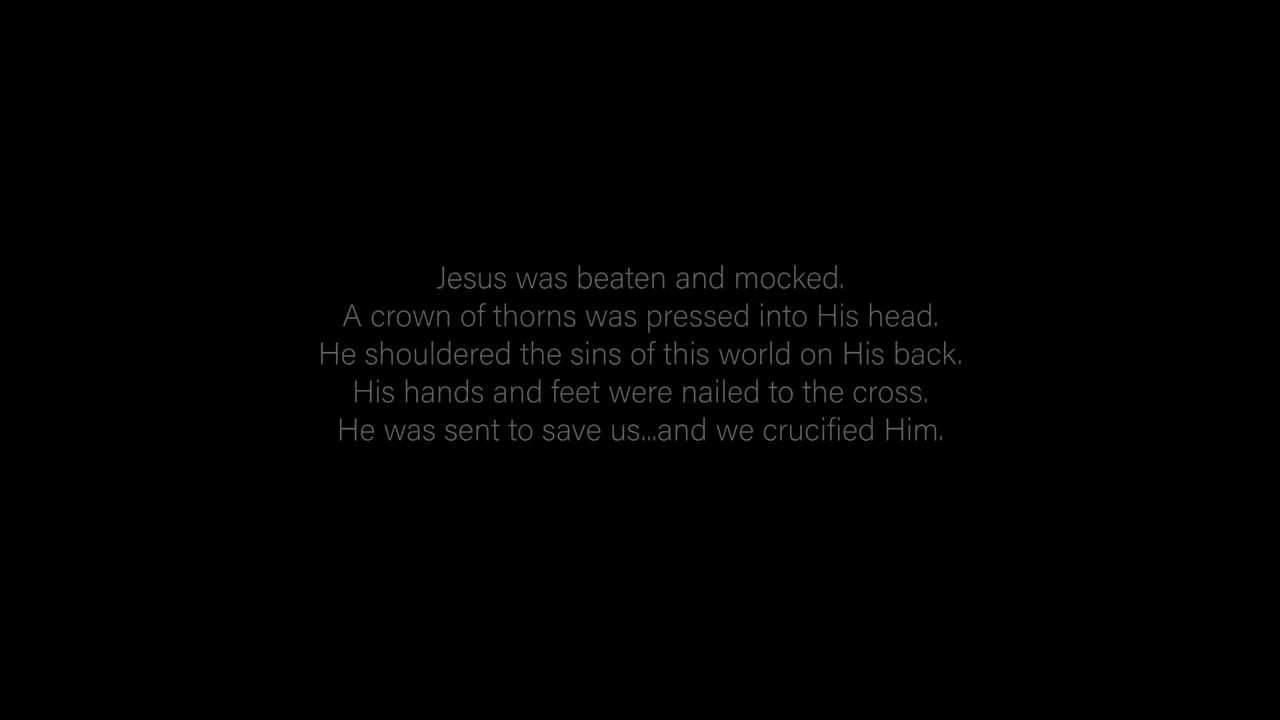 Jesus was beaten and mocked.
A crown of thorns was pressed into His head.
He shouldered the sins of this world on His back.
His hands and feet were nailed to the cross.
He was sent to save us...and we crucified Him.